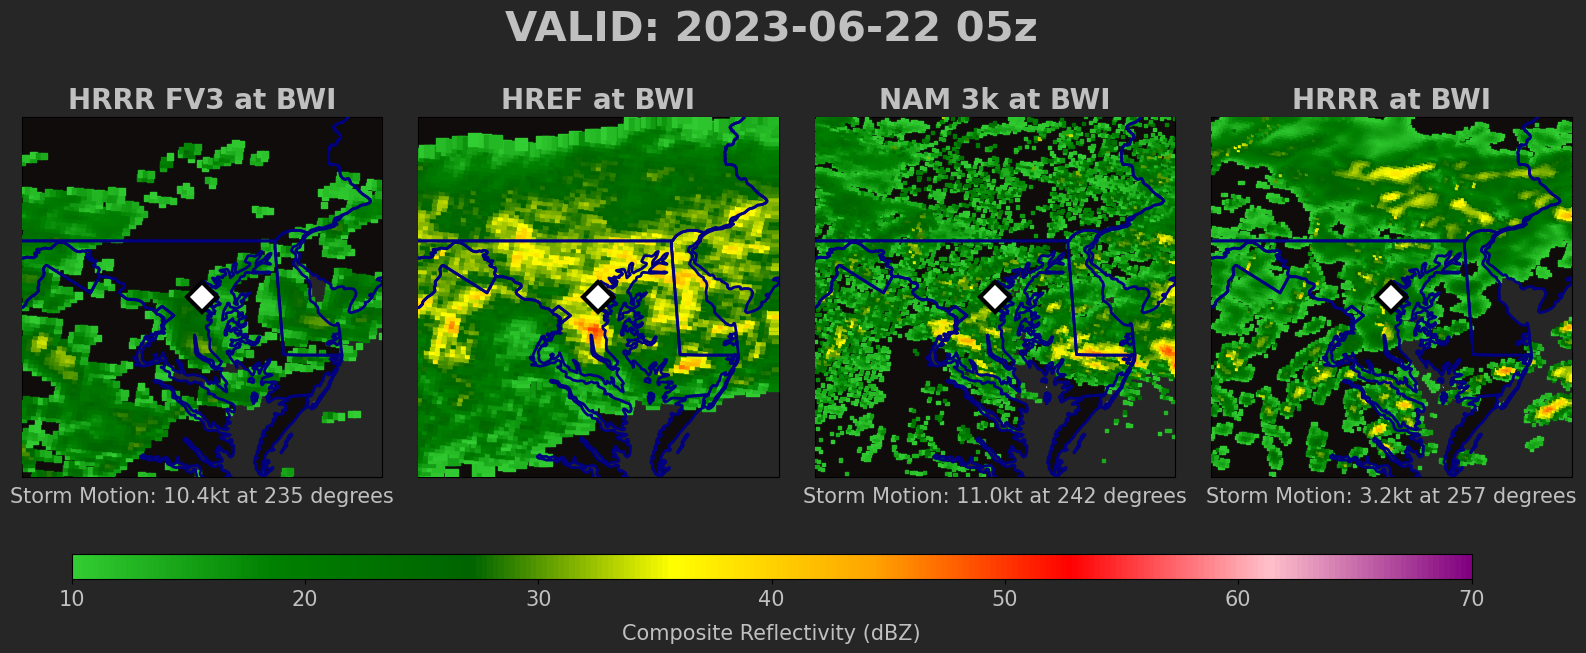 VALID: 2023-06-22 05z
HRRR FV3 at BWI
HREF at BWI
NAM 3k at BWI
HRRR at BWI
Storm Motion: 10.4kt at 235 degrees
Storm Motion: 11.0kt at 242 degrees
Storm Motion: 3.2kt at 257 degrees
10 20 30 40 50 60 70
Composite Reflectivity (dBZ)